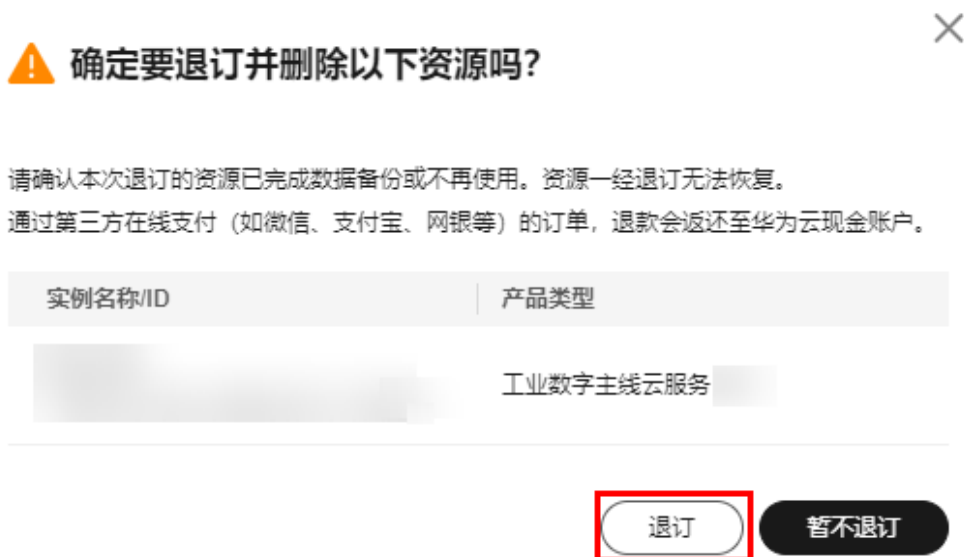 确定要退订并删除以下资源吗?
请确认本次退订的资源已完成数据备份或不再使用。资源一经退订无法恢复。
通过第三方在线支付（如微信、支付宝、网银等）的订单，退款会返还至华为云现金账户。
实例名称/ID 产品类型
工业数字主线云服务
退订 暂不退订